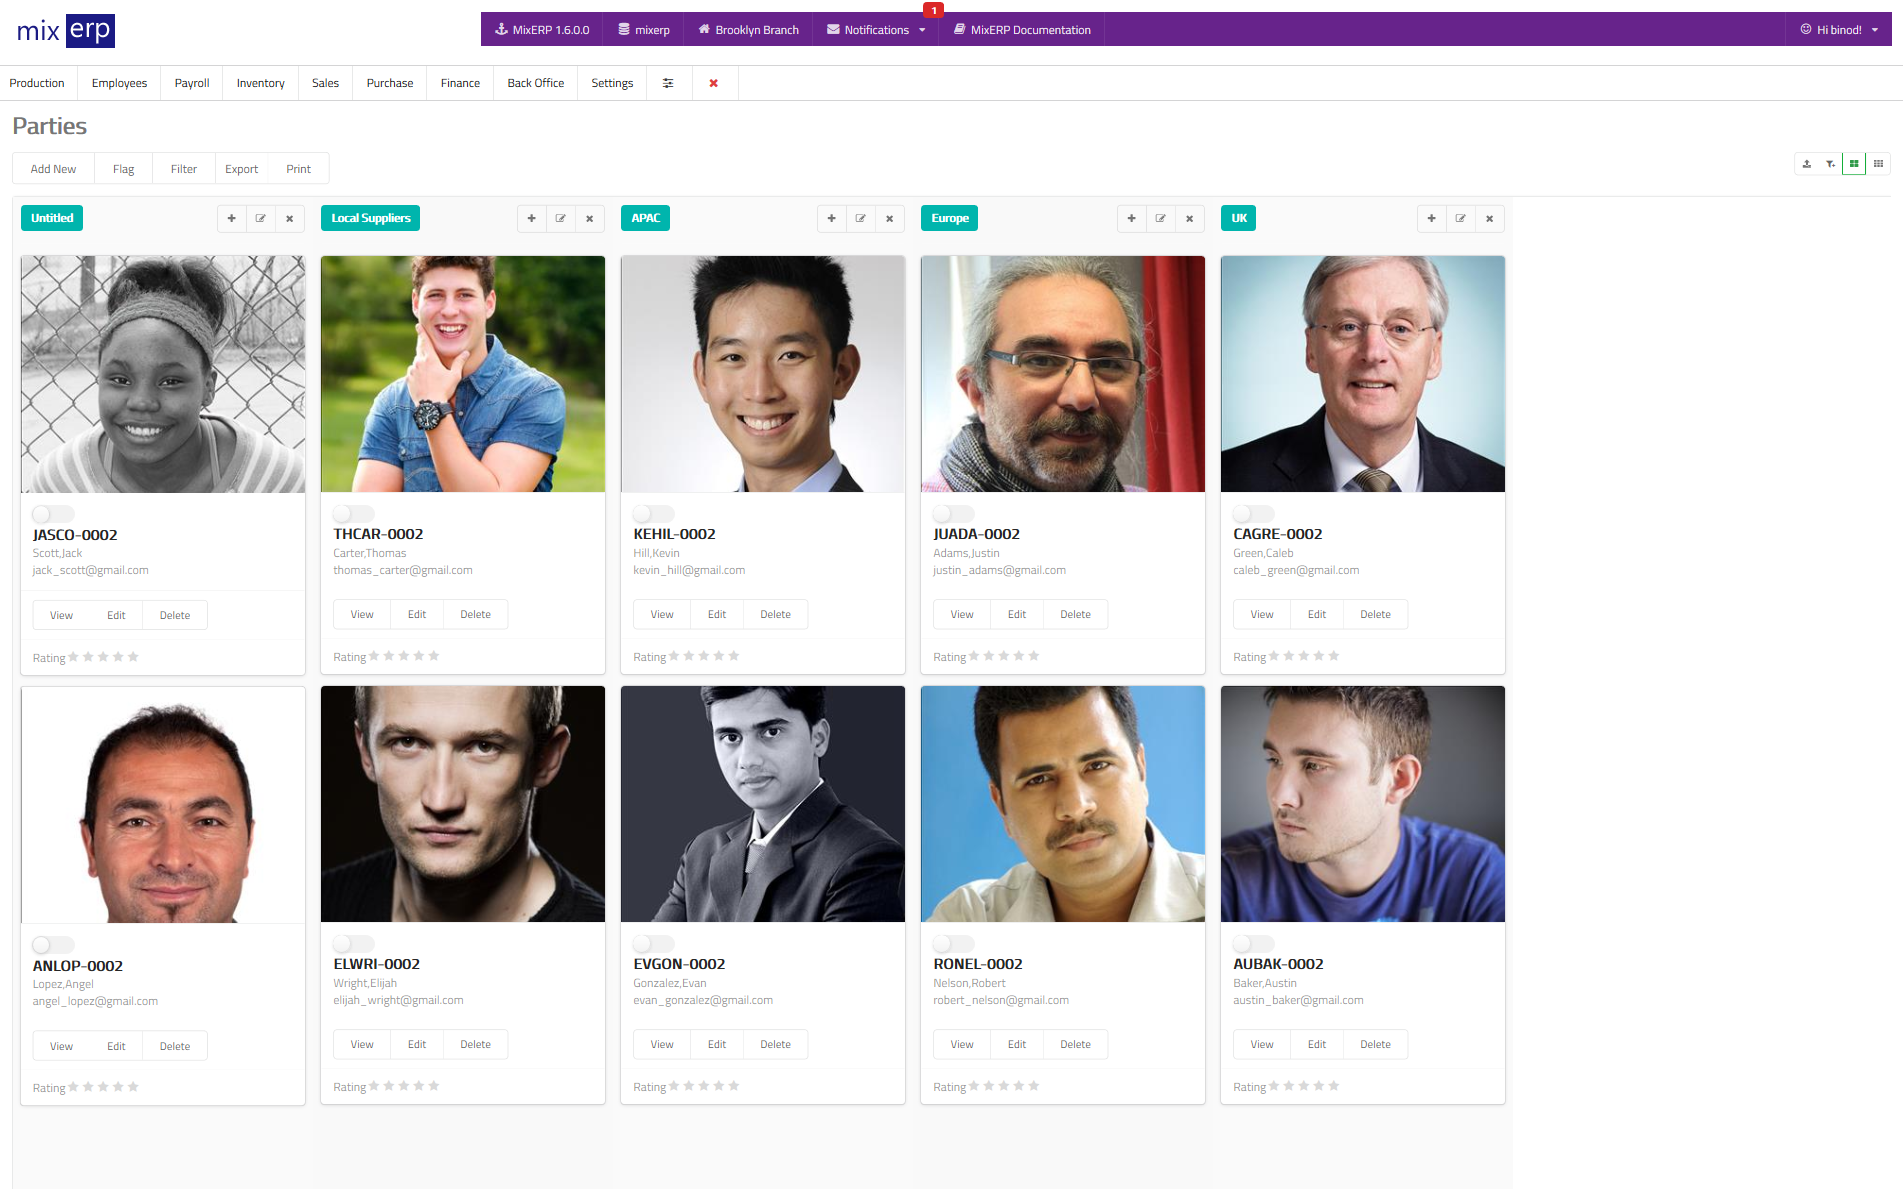 mix erp
MixERP 1.6.0.0 mixerp Brooklyn Branch Notifications 1 MixERP Documentation Hi binod!
Production Employees Payroll Inventory Sales Purchase Finance Back Office Settings
Parties
Add New Flag Filter Export Print
Untitled Local Suppliers APAC Europe UK
JASCO-0002 THCAR-0002 KEHIL-0002 JUADA-0002 CAGRE-0002
Scott,Jack Carter,Thomas Hill,Kevin Adams,Justin Green,Caleb
jack_scott@gmail.com thomas_carter@gmail.com kevin_hill@gmail.com justin_adams@gmail.com caleb_green@gmail.com
View Edit Delete View Edit Delete View Edit Delete View Edit Delete View Edit Delete
Rating Rating Rating Rating Rating
ANLOP-0002 ELWRI-0002 EVGON-0002 RONEL-0002 AUBAK-0002
Lopez,Angel Wright,Elijah Gonzalez,Evan Nelson,Robert Baker,Austin
angel_lopez@gmail.com elijah_wright@gmail.com evan_gonzalez@gmail.com robert_nelson@gmail.com austin_baker@gmail.com
View Edit Delete View Edit Delete View Edit Delete View Edit Delete View Edit Delete
Rating Rating Rating Rating Rating